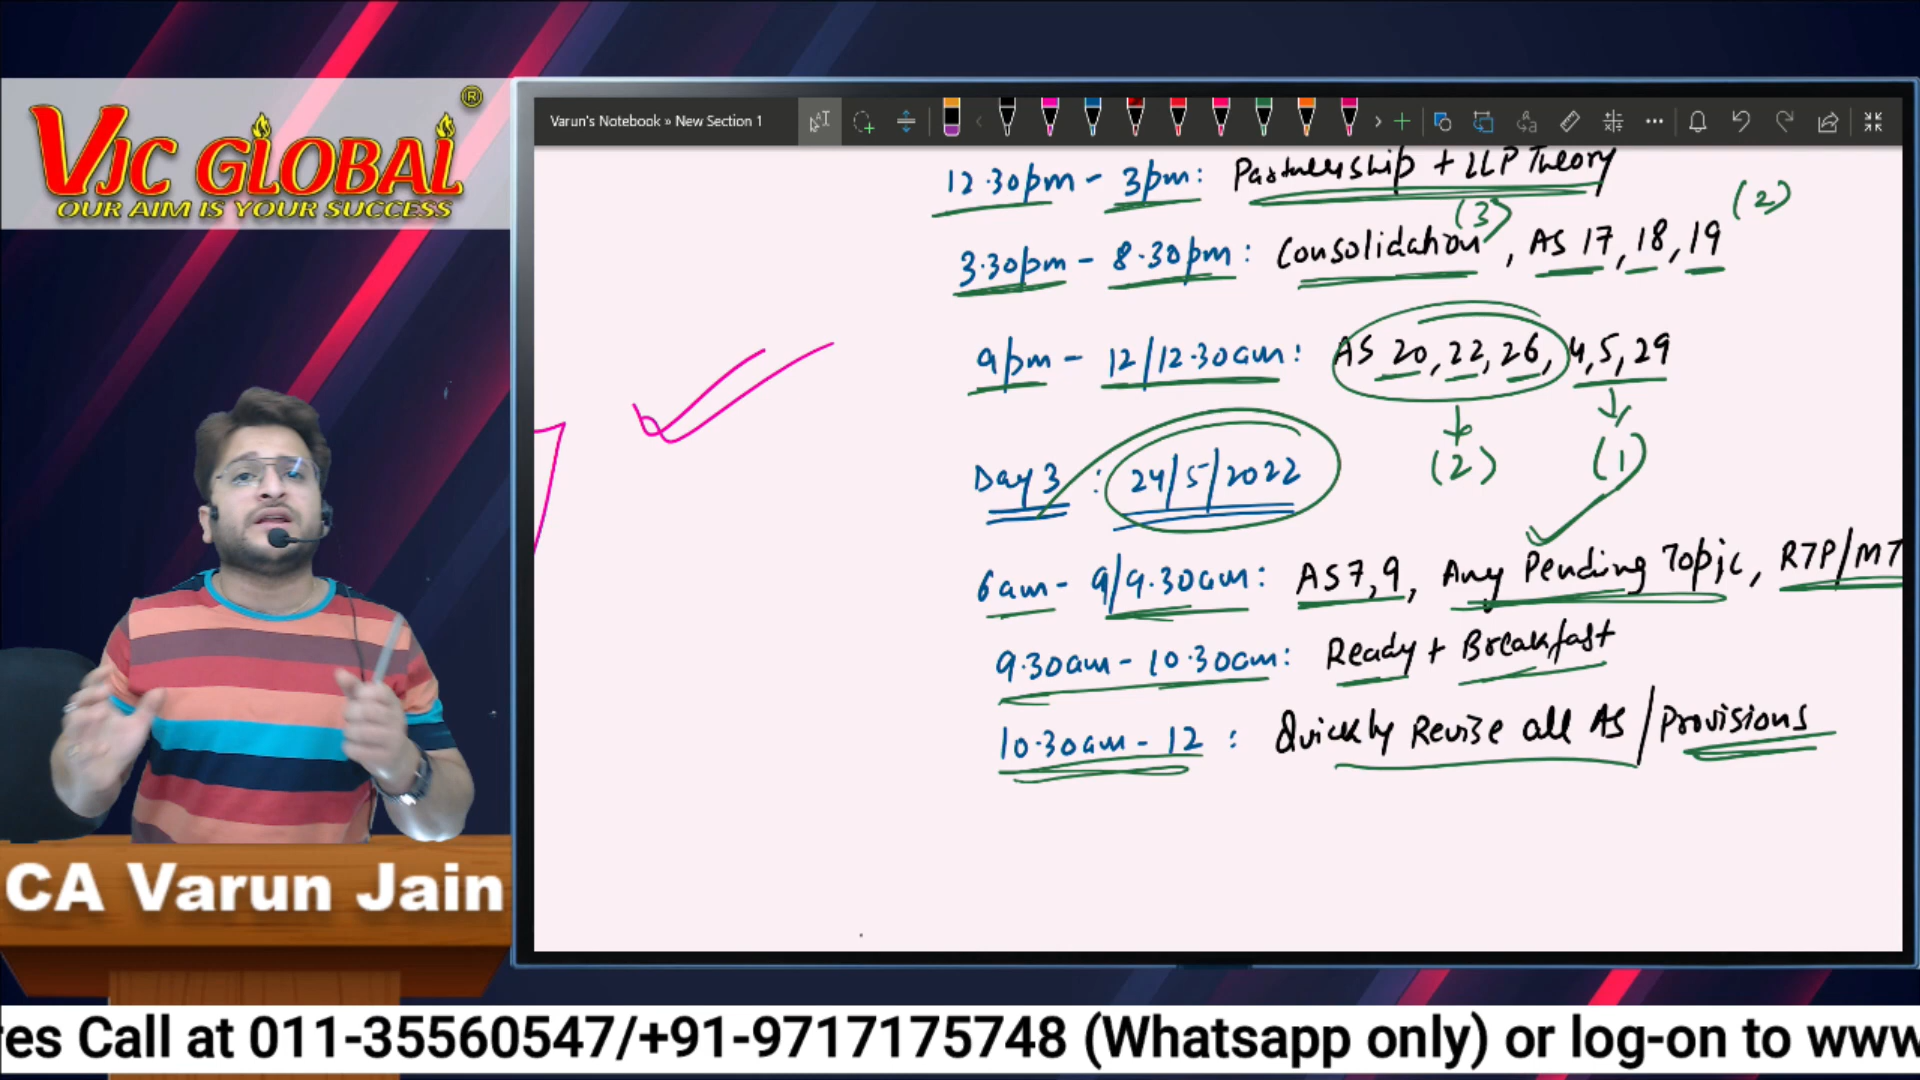 VJC GLOBAL®
OUR AIM IS YOUR SUCCESS
Varun's Notebook » New Section 1
12.30pm - 3pm: Partnership + LLP Theory
3.30pm - 8.30pm: Consolidation (3), AS 17, 18, 19 (2)
9pm - 12/12.30am: AS 20, 22, 26, 4, 5, 29
(2) (1)
Day 3 : 24/5/2022
6am - 9/9.30am: AS 7, 9, Any Pending Topic, RTP/MT
9.30am - 10.30am: Ready + Breakfast
10.30am - 12 : Quickly Revise all AS/Provisions
CA Varun Jain
res Call at 011-35560547/+91-9717175748 (Whatsapp only) or log-on to www